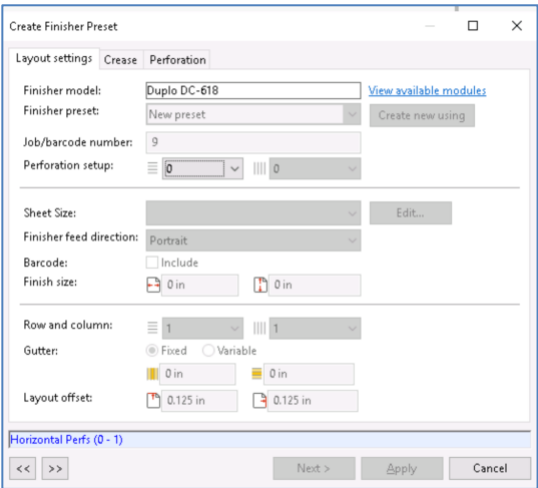 Create Finisher Preset
Layout settings Crease Perforation
Finisher model: Duplo DC-618 View available modules
Finisher preset: New preset Create new using
Job/barcode number: 9
Perforation setup: 0 0
Sheet Size: Edit...
Finisher feed direction: Portrait
Barcode: Include
Finish size: 0 in 0 in
Row and column: 1 1
Gutter: Fixed Variable
0 in 0 in
Layout offset: 0.125 in 0.125 in
Horizontal Perfs (0 - 1)
<< >> Next > Apply Cancel